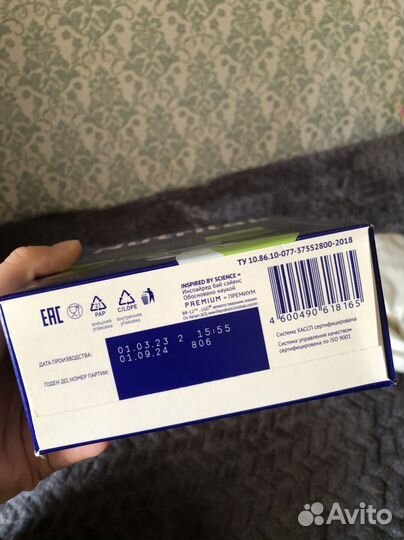 ТУ 10.86.10-077-37552800-2018
INSPIRED BY SCIENCE =
Инспайред бай сайенс
Обосновано наукой
PREMIUM = ПРЕМИУМ
EAC
21
PAP
внешняя
упаковка
C/LDPE
внутренняя
упаковка
4 600490 618165
Система ХАССП сертифицирована
Система управления качеством
сертифицирована по ISO 9001
ДАТА ПРОИЗВОДСТВА:
01.03.23 2 15:55
ГОДЕН ДО, НОМЕР ПАРТИИ:
01.09.24 806
Avito